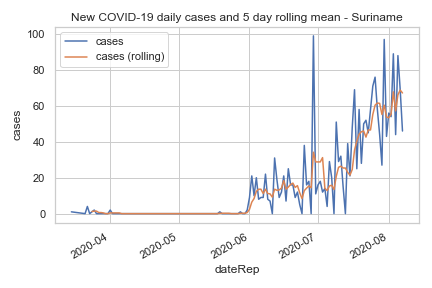 New COVID-19 daily cases and 5 day rolling mean - Suriname
cases
cases (rolling)
100
80
60
40
20
0
cases
2020-04
2020-05
2020-06
2020-07
2020-08
dateRep